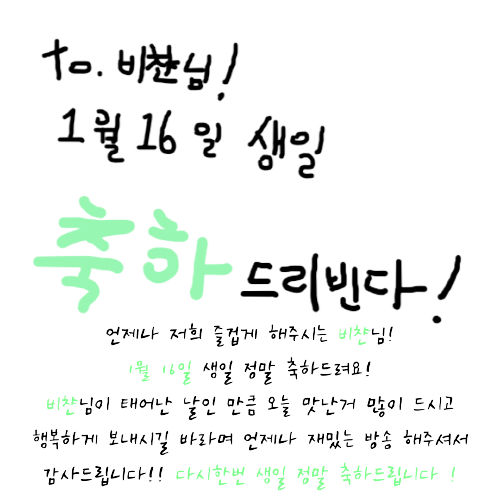 to. 비챤님!
1월 16일 생일
축하드리빈다!
언제나 저희 즐겁게 해주시는 비챤님!
1월 16일 생일 정말 축하드려요!
비챤님이 태어난 날인 만큼 오늘 맛난거 많이 드시고
행복하게 보내시길 바라며 언제나 재밌는 방송 해주셔서
감사드립니다!! 다시한번 생일 정말 축하드립니다 !